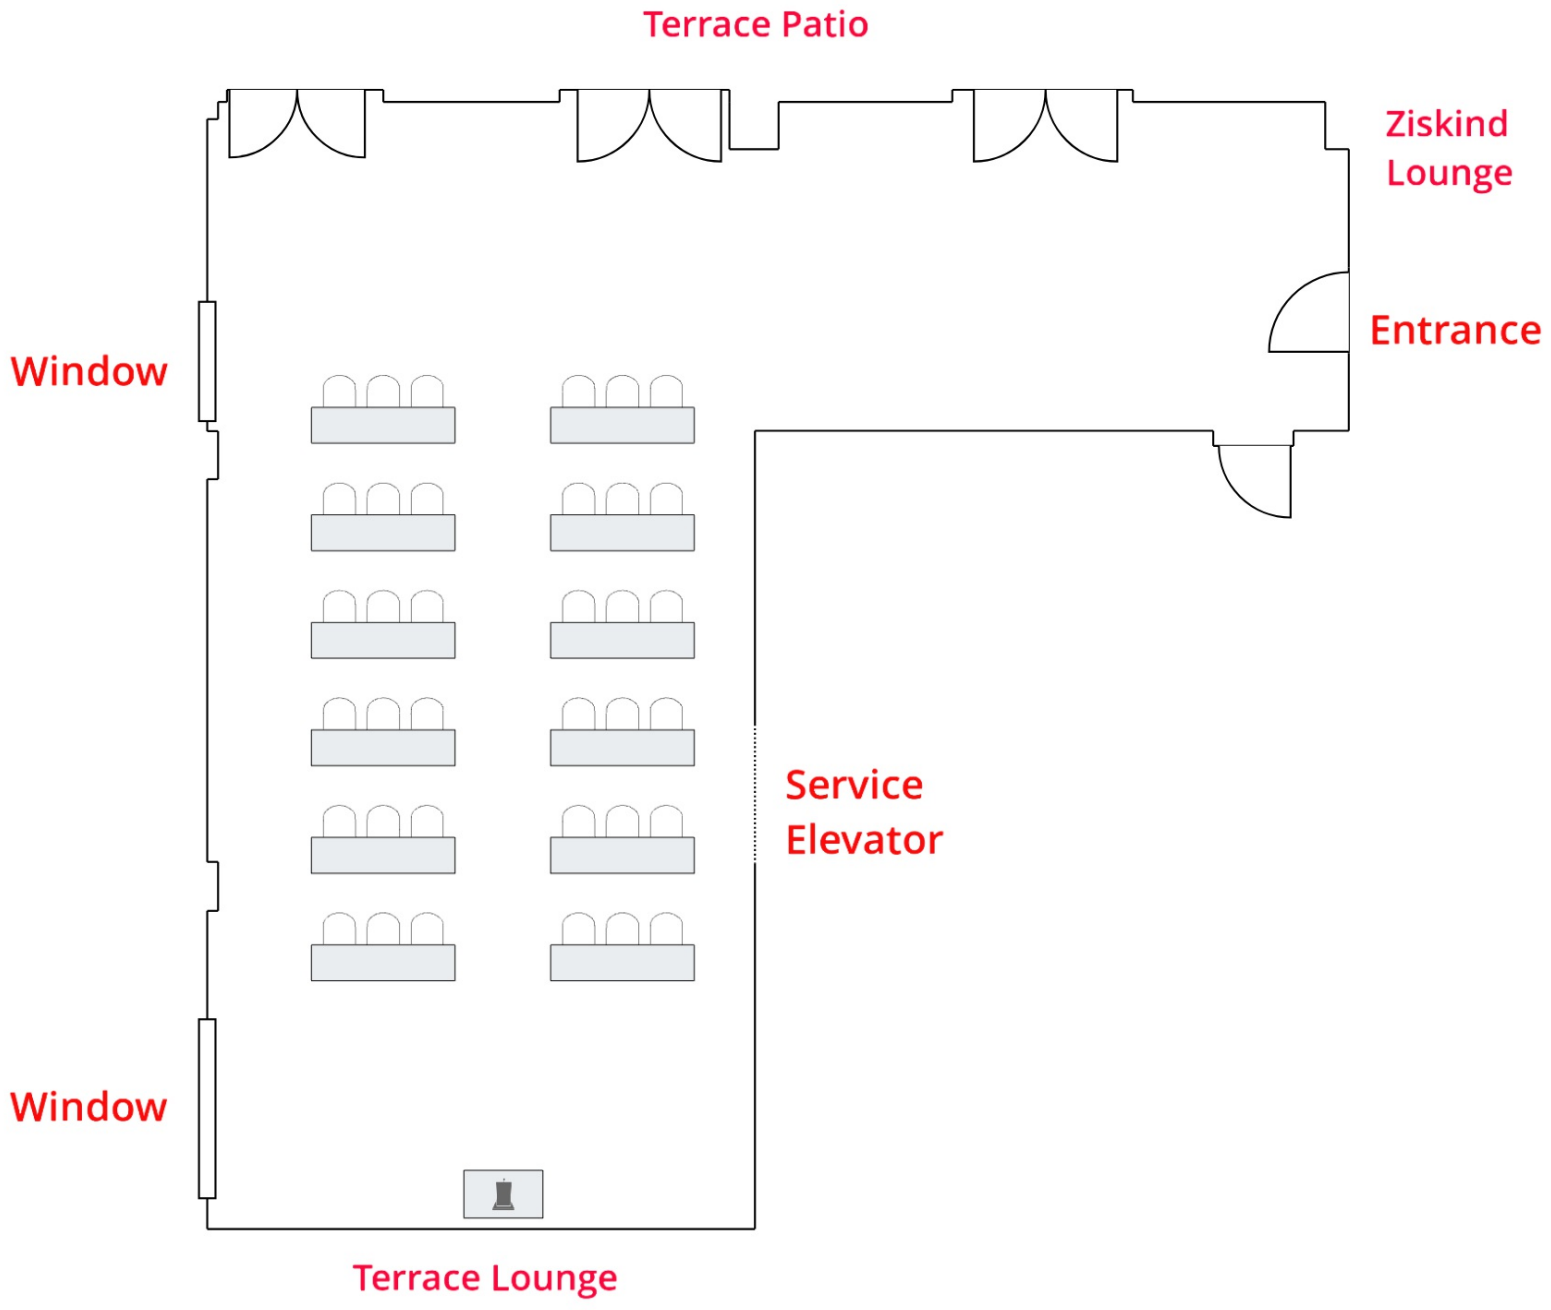 Terrace Patio
Ziskind
Lounge
Entrance
Window
Service
Elevator
Window
Terrace Lounge